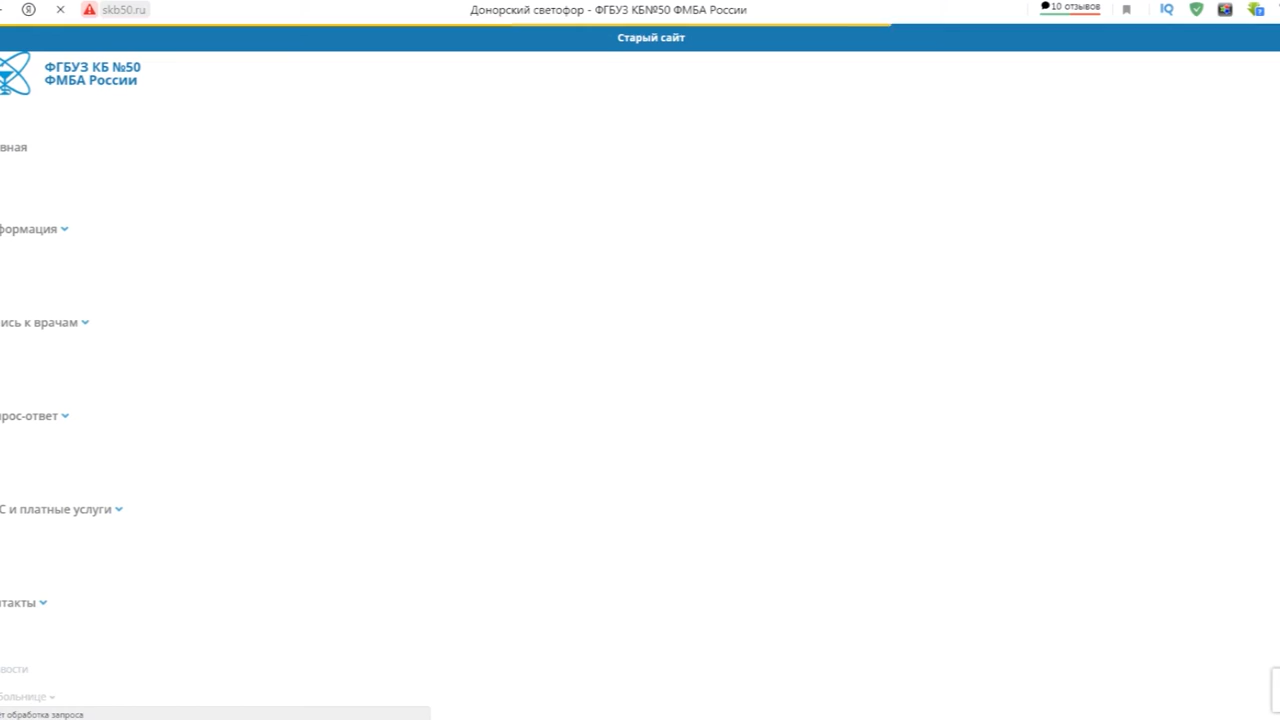 skb50.ru
Донорский светофор - ФГБУЗ КБ№50 ФМБА России
10 отзывов
IQ
Старый сайт
ФГБУЗ КБ №50
ФМБА России
вная
формация
ись к врачам
прос-ответ
С и платные услуги
нтакты
вости
больнице
ёт обработка запроса